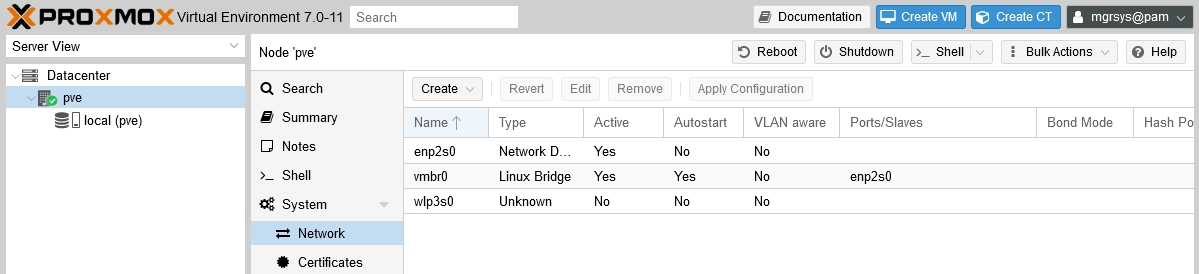 PROXMOX Virtual Environment 7.0-11 Search Documentation Create VM Create CT mgrsys@pam
Server View
Datacenter
pve
local (pve)
Node 'pve' Reboot Shutdown Shell Bulk Actions Help
Search
Summary
Notes
Shell
System
Network
Certificates
Create Revert Edit Remove Apply Configuration
Name Type Active Autostart VLAN aware Ports/Slaves Bond Mode Hash Po
enp2s0 Network D... Yes No No
vmbr0 Linux Bridge Yes Yes No enp2s0
wlp3s0 Unknown No No No